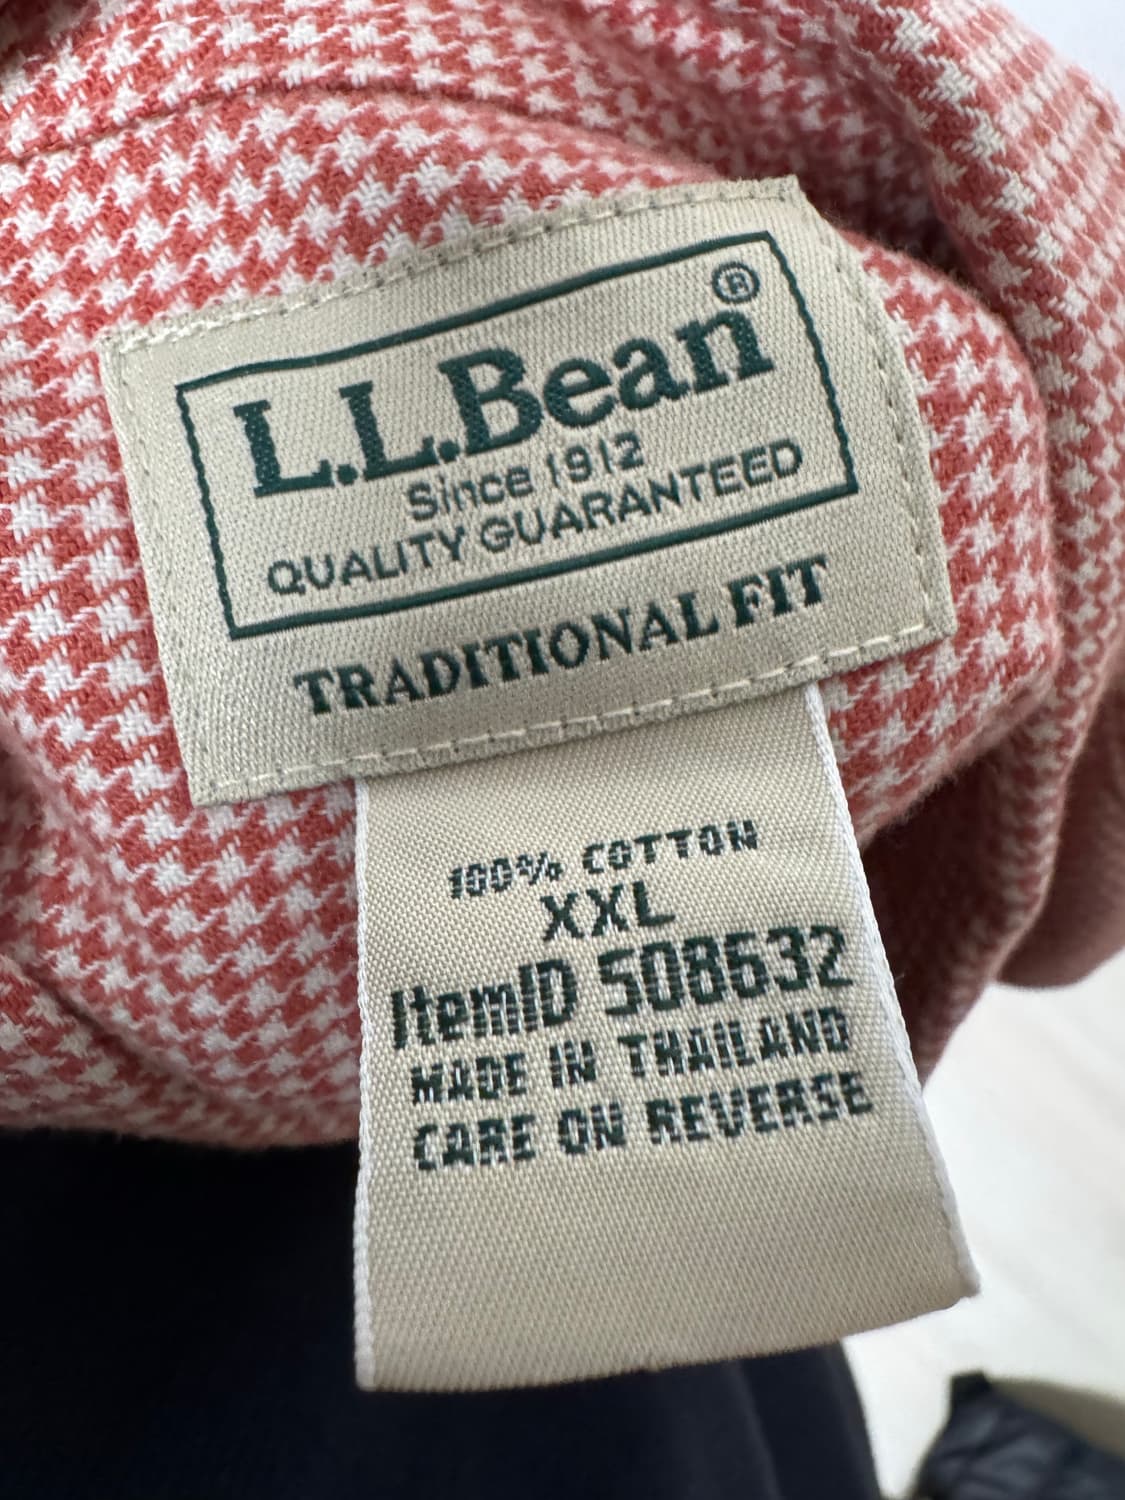 L.L.Bean®
Since 1912
QUALITY GUARANTEED
TRADITIONAL FIT
100% COTTON
XXL
ItemID 508632
MADE IN THAILAND
CARE ON REVERSE